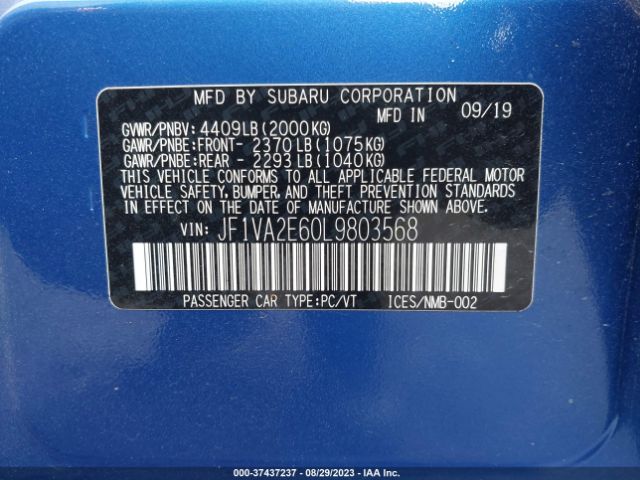 MFD BY SUBARU CORPORATION
MFD IN 09/19
GVWR/PNBV: 4409LB(2000KG)
GAWR/PNBE:FRONT- 2370LB(1075KG)
GAWR/PNBE:REAR - 2293LB(1040KG)
THIS VEHICLE CONFORMS TO ALL APPLICABLE FEDERAL MOTOR
VEHICLE SAFETY, BUMPER, AND THEFT PREVENTION STANDARDS
IN EFFECT ON THE DATE OF MANUFACTURE SHOWN ABOVE.
VIN: JF1VA2E60L9803568
PASSENGER CAR TYPE:PC/VT ICES/NMB-002
000-37437237 - 08/29/2023 - IAA Inc.